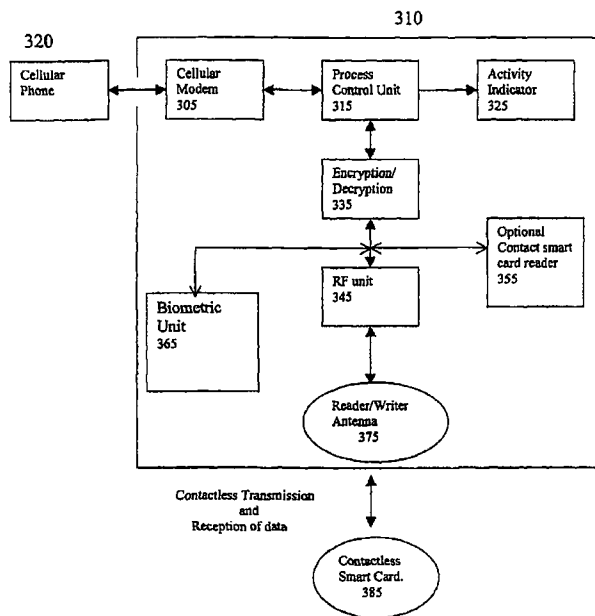 320
310
Cellular
Phone
Cellular
Modem
305
Process
Control Unit
315
Activity
Indicator
325
Encryption/
Decryption
335
Optional
Contact smart
card reader
355
RF unit
345
Biometric
Unit
365
Reader/Writer
Antenna
375
Contactless Transmission
and
Reception of data
Contactless
Smart Card.
385